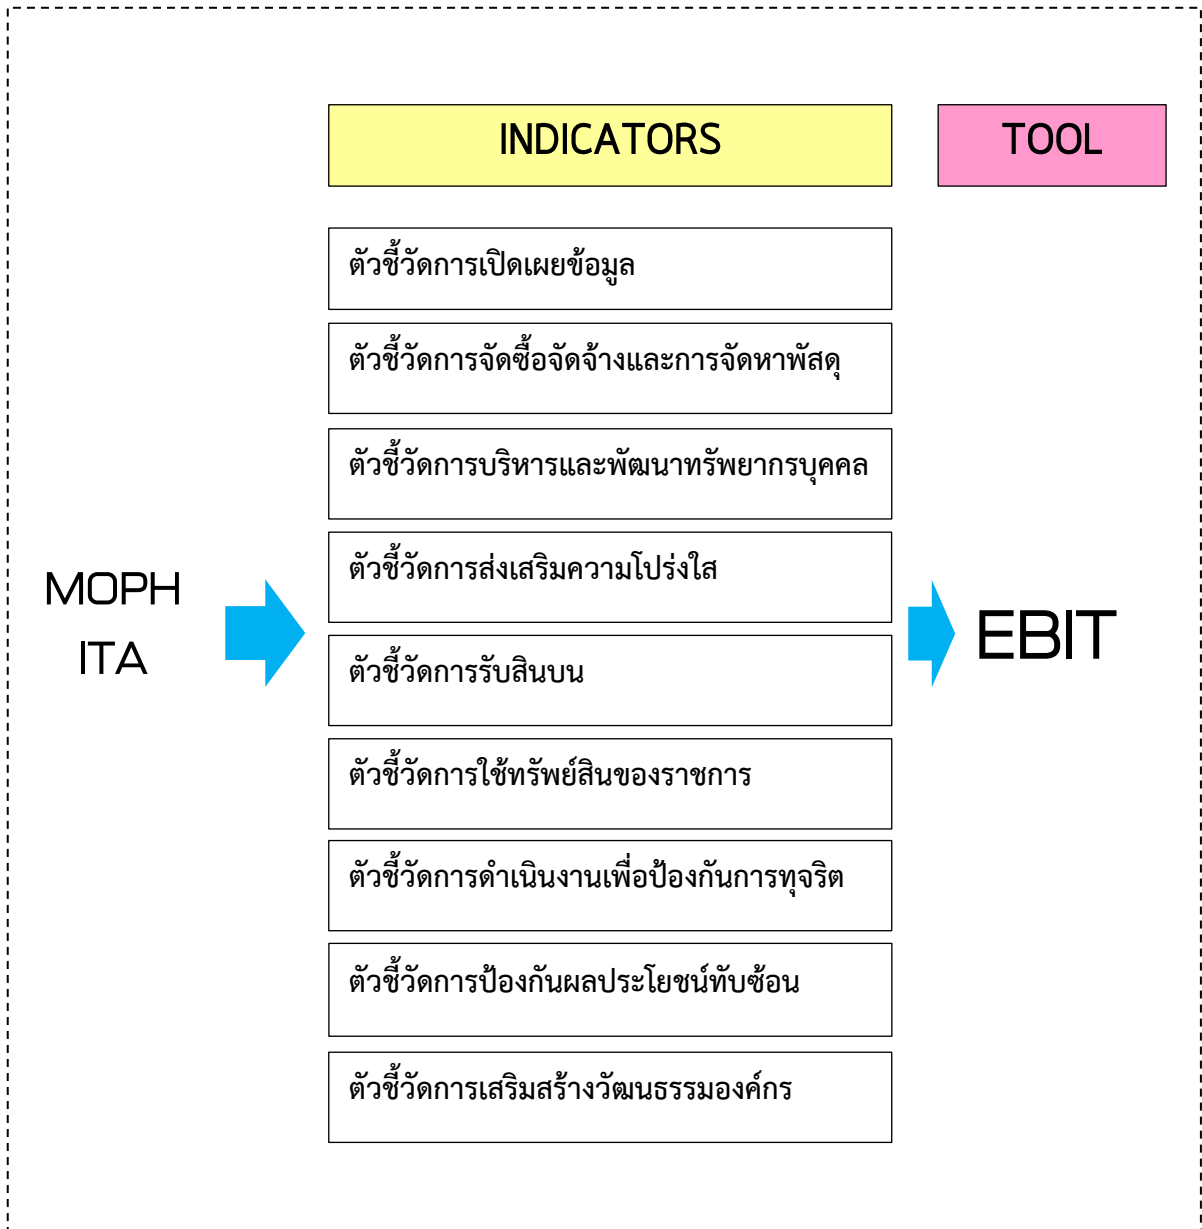 INDICATORS
TOOL
ตัวชี้วัดการเปิดเผยข้อมูล
ตัวชี้วัดการจัดซื้อจัดจ้างและการจัดหาพัสดุ
ตัวชี้วัดการบริหารและพัฒนาทรัพยากรบุคคล
ตัวชี้วัดการส่งเสริมความโปร่งใส
MOPH
ITA
ตัวชี้วัดการรับสินบน
EBIT
ตัวชี้วัดการใช้ทรัพย์สินของราชการ
ตัวชี้วัดการดำเนินงานเพื่อป้องกันการทุจริต
ตัวชี้วัดการป้องกันผลประโยชน์ทับซ้อน
ตัวชี้วัดการเสริมสร้างวัฒนธรรมองค์กร